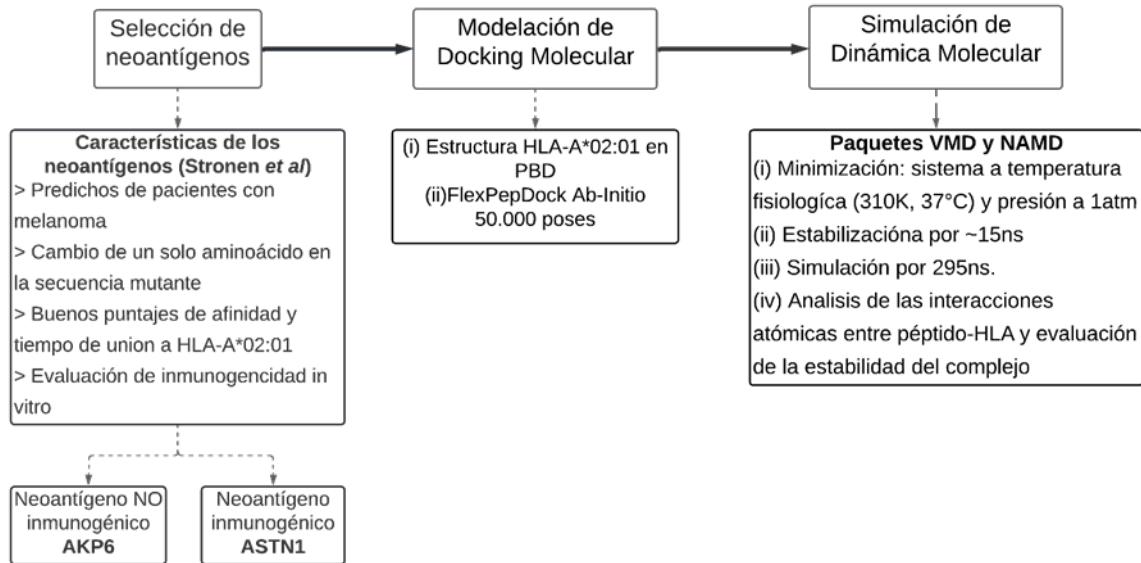 Selección de
neoantígenos
Modelación de
Docking Molecular
Simulación de
Dinámica Molecular
Características de los
neoantígenos (Stronen et al)
> Predichos de pacientes con
melanoma
> Cambio de un solo aminoácido en
la secuencia mutante
> Buenos puntajes de afinidad y
tiempo de union a HLA-A*02:01
> Evaluación de inmunogencidad in
vitro
(i) Estructura HLA-A*02:01 en
PBD
(ii)FlexPepDock Ab-Initio
50.000 poses
Paquetes VMD y NAMD
(i) Minimización: sistema a temperatura
fisiologíca (310K, 37°C) y presión a 1atm
(ii) Estabilizacióna por ~15ns
(iii) Simulación por 295ns.
(iv) Analisis de las interacciones
atómicas entre péptido-HLA y evaluación
de la estabilidad del complejo
Neoantígeno NO
inmunogénico
AKP6
Neoantígeno
inmunogénico
ASTN1